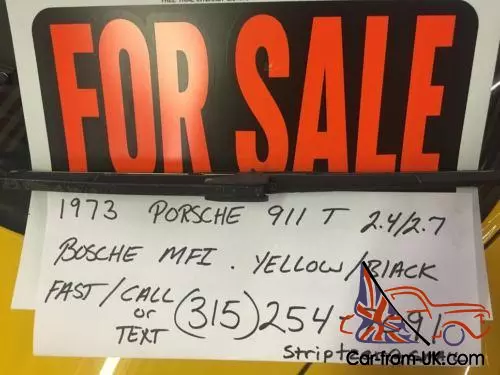 FOR SALE
1973 PORSCHE 911 T 2.4/2.7
BOSCHE MFI. YELLOW/BLACK
FAST/CALL
or
TEXT
(315)254-
Car-from-UK.com